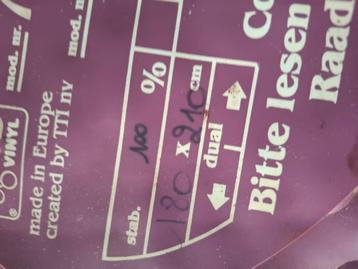 mod. nr.
mod. n
® VINYL
made in Europe
created by TTI nv
stab. 100 %
180 x 210 cm
dual
Co
Bitte lesen
Raad